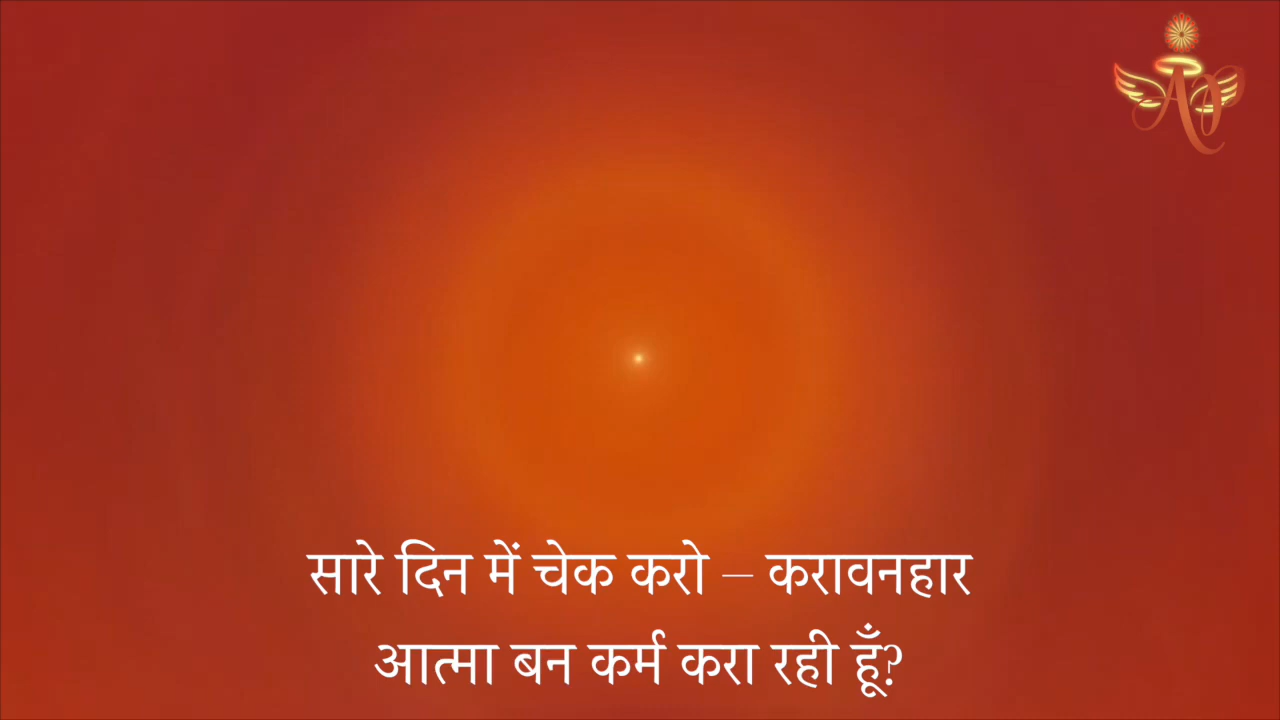 सारे दिन में चेक करो – करावनहार
आत्मा बन कर्म करा रही हूँ?